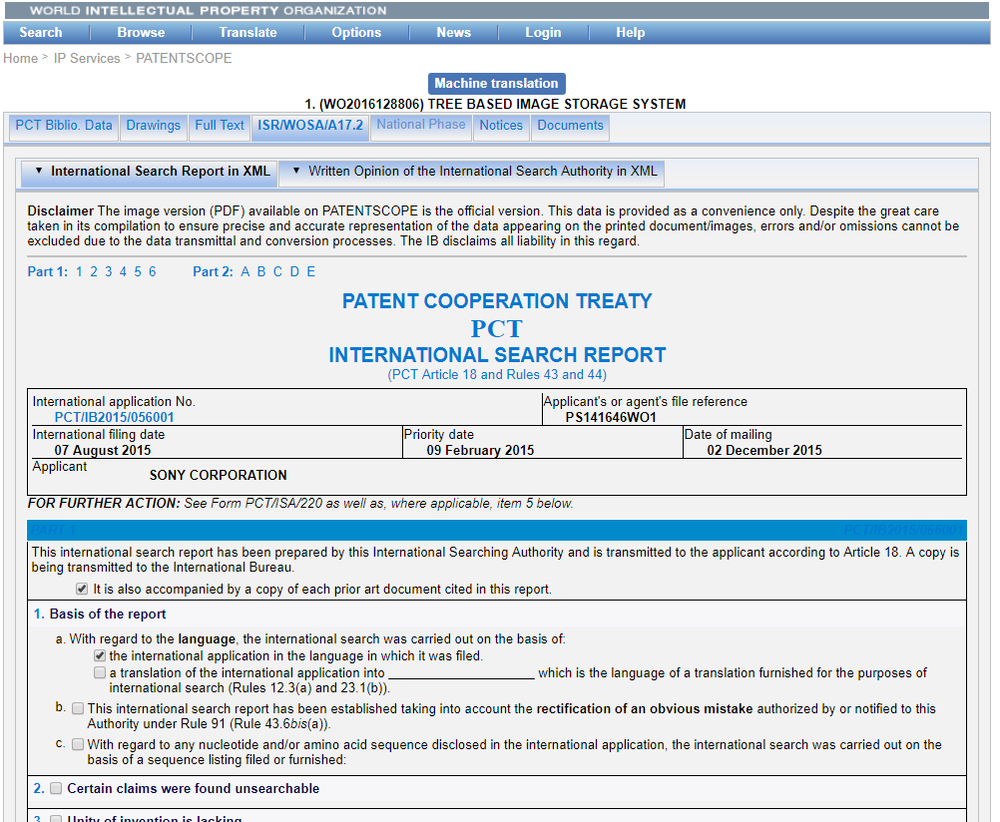 WORLD INTELLECTUAL PROPERTY ORGANIZATION
Search Browse Translate Options News Login Help
Home > IP Services > PATENTSCOPE
Machine translation
1. (WO2016128806) TREE BASED IMAGE STORAGE SYSTEM
PCT Biblio. Data Drawings Full Text ISR/WOSA/A17.2 National Phase Notices Documents
▼ International Search Report in XML ▼ Written Opinion of the International Search Authority in XML
Disclaimer The image version (PDF) available on PATENTSCOPE is the official version. This data is provided as a convenience only. Despite the great care
taken in its compilation to ensure precise and accurate representation of the data appearing on the printed document/images, errors and/or omissions cannot be
excluded due to the data transmittal and conversion processes. The IB disclaims all liability in this regard.
Part 1: 1 2 3 4 5 6 Part 2: A B C D E
PATENT COOPERATION TREATY
PCT
INTERNATIONAL SEARCH REPORT
(PCT Article 18 and Rules 43 and 44)
International application No. Applicant's or agent's file reference
PCT/IB2015/056001 PS141646WO1
International filing date Priority date Date of mailing
07 August 2015 09 February 2015 02 December 2015
Applicant
SONY CORPORATION
FOR FURTHER ACTION: See Form PCT/ISA/220 as well as, where applicable, item 5 below.
PART 1 PCT/IB2015/056001
This international search report has been prepared by this International Searching Authority and is transmitted to the applicant according to Article 18. A copy is
being transmitted to the International Bureau.
It is also accompanied by a copy of each prior art document cited in this report.
1. Basis of the report
a. With regard to the language, the international search was carried out on the basis of:
the international application in the language in which it was filed.
a translation of the international application into ____________________ which is the language of a translation furnished for the purposes of
international search (Rules 12.3(a) and 23.1(b)).
b. This international search report has been established taking into account the rectification of an obvious mistake authorized by or notified to this
Authority under Rule 91 (Rule 43.6bis(a)).
c. With regard to any nucleotide and/or amino acid sequence disclosed in the international application, the international search was carried out on the
basis of a sequence listing filed or furnished:
2. Certain claims were found unsearchable
3. Unity of invention is lacking